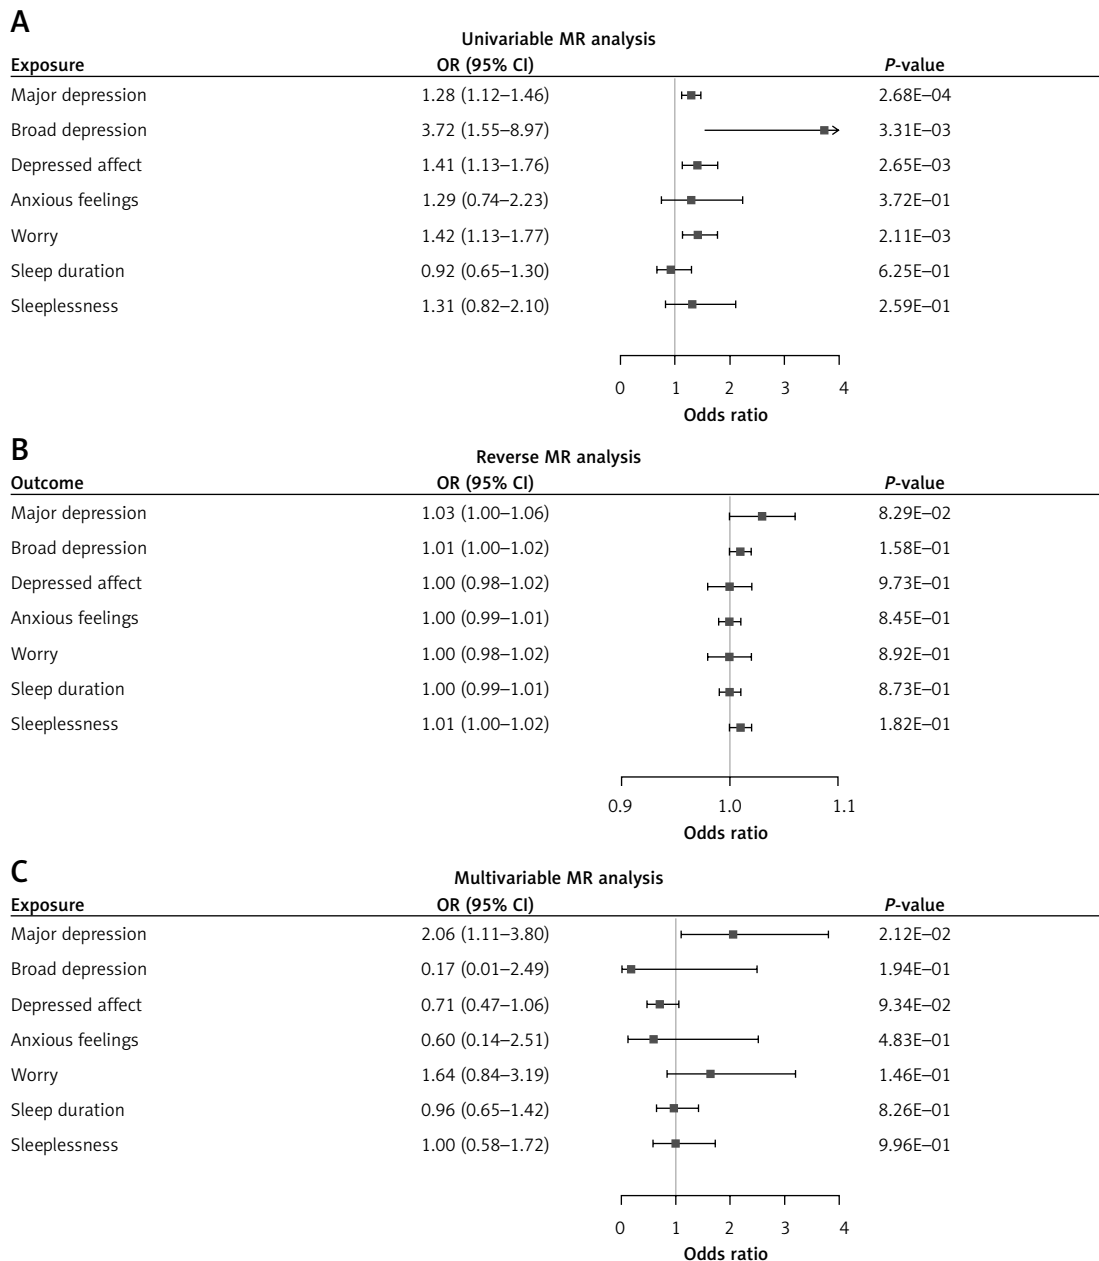 A
Univariable MR analysis
Exposure OR (95% CI) P-value
Major depression 1.28 (1.12–1.46) 2.68E–04
Broad depression 3.72 (1.55–8.97) 3.31E–03
Depressed affect 1.41 (1.13–1.76) 2.65E–03
Anxious feelings 1.29 (0.74–2.23) 3.72E–01
Worry 1.42 (1.13–1.77) 2.11E–03
Sleep duration 0.92 (0.65–1.30) 6.25E–01
Sleeplessness 1.31 (0.82–2.10) 2.59E–01
0 1 2 3 4
Odds ratio
B
Reverse MR analysis
Outcome OR (95% CI) P-value
Major depression 1.03 (1.00–1.06) 8.29E–02
Broad depression 1.01 (1.00–1.02) 1.58E–01
Depressed affect 1.00 (0.98–1.02) 9.73E–01
Anxious feelings 1.00 (0.99–1.01) 8.45E–01
Worry 1.00 (0.98–1.02) 8.92E–01
Sleep duration 1.00 (0.99–1.01) 8.73E–01
Sleeplessness 1.01 (1.00–1.02) 1.82E–01
0.9 1.0 1.1
Odds ratio
C
Multivariable MR analysis
Exposure OR (95% CI) P-value
Major depression 2.06 (1.11–3.80) 2.12E–02
Broad depression 0.17 (0.01–2.49) 1.94E–01
Depressed affect 0.71 (0.47–1.06) 9.34E–02
Anxious feelings 0.60 (0.14–2.51) 4.83E–01
Worry 1.64 (0.84–3.19) 1.46E–01
Sleep duration 0.96 (0.65–1.42) 8.26E–01
Sleeplessness 1.00 (0.58–1.72) 9.96E–01
0 1 2 3 4
Odds ratio